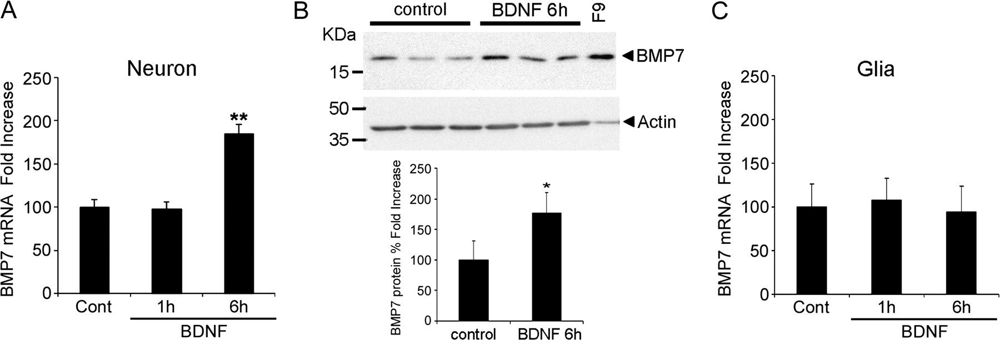 A
Neuron
BMP7 mRNA Fold Increase
250
200
150
100
50
0
**
Cont
1h
6h
BDNF
B
control
BDNF 6h
F9
KDa
15
BMP7
50
35
Actin
BMP7 protein % Fold Increase
250
200
150
100
50
0
*
control
BDNF 6h
C
Glia
BMP7 mRNA Fold Increase
250
200
150
100
50
0
Cont
1h
6h
BDNF